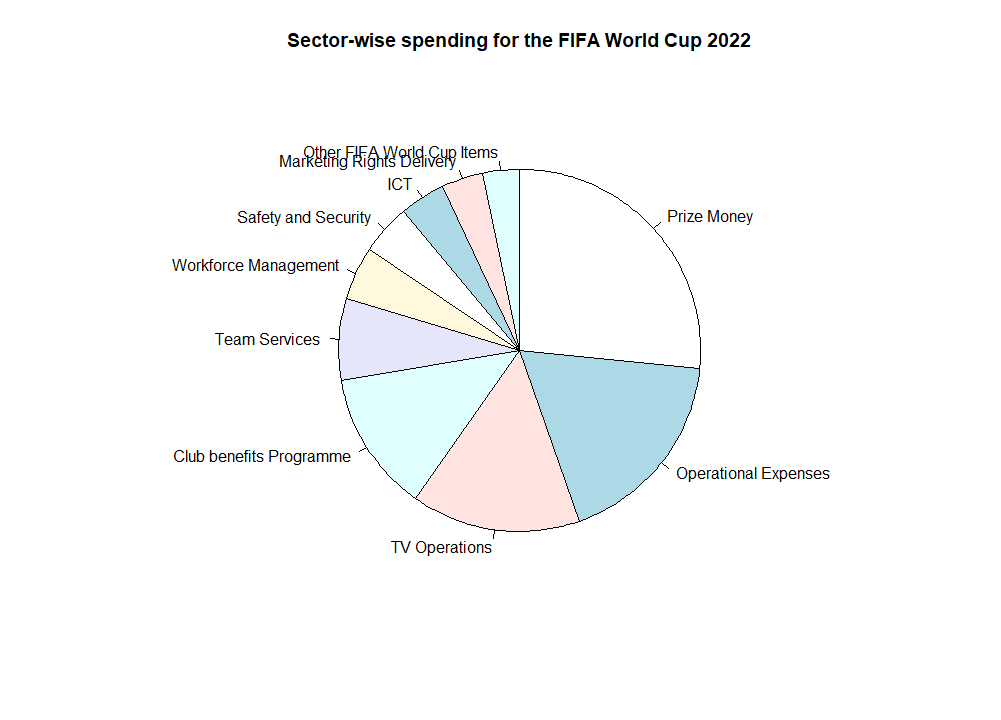 Sector-wise spending for the FIFA World Cup 2022
Other FIFA World Cup Items
Marketing Rights Delivery
ICT
Prize Money
Safety and Security
Workforce Management
Team Services
Club benefits Programme
Operational Expenses
TV Operations